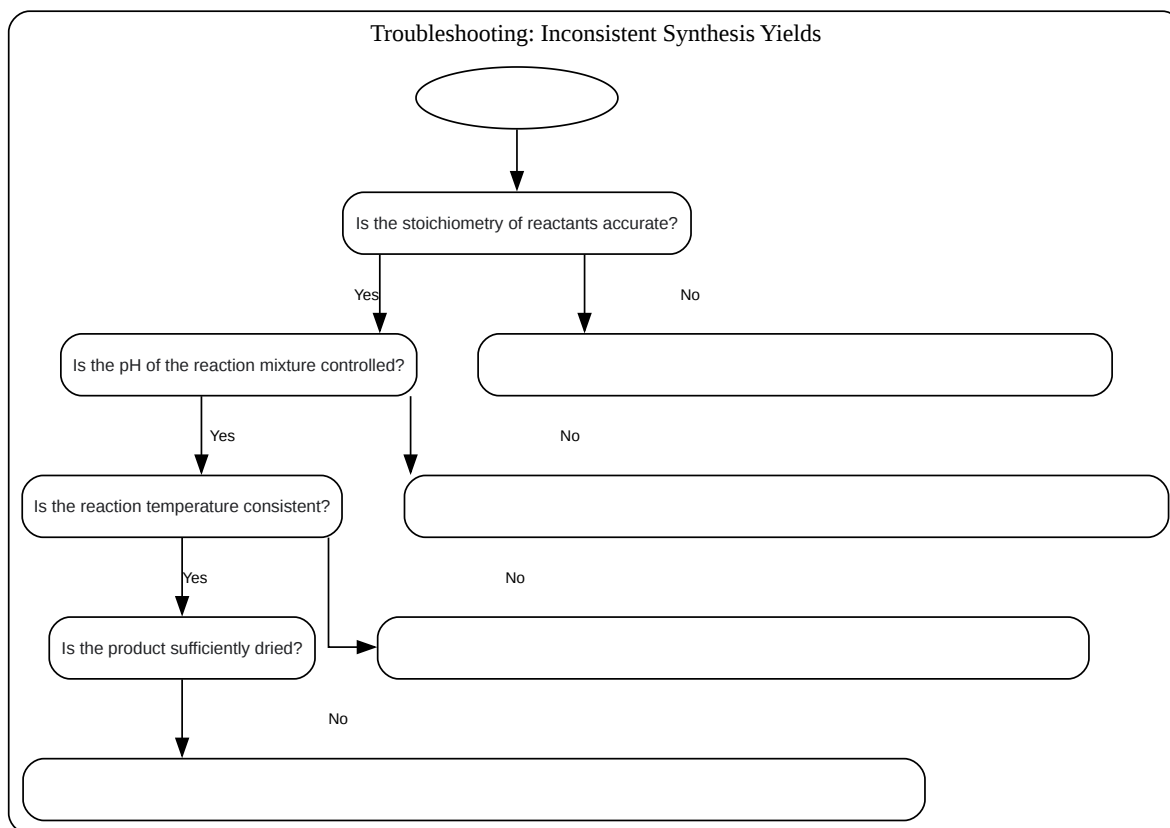 Troubleshooting: Inconsistent Synthesis Yields
Is the stoichiometry of reactants accurate?
Yes
No
Is the pH of the reaction mixture controlled?
Yes
No
Is the reaction temperature consistent?
Yes
No
Is the product sufficiently dried?
No